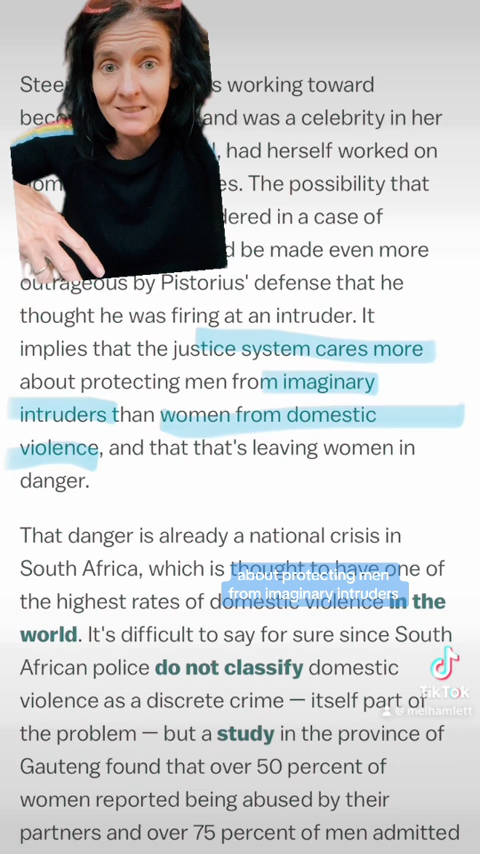 Stee s working toward
beco and was a celebrity in her
, had herself worked on
es. The possibility that
dered in a case of
d be made even more
outrageous by Pistorius' defense that he
thought he was firing at an intruder. It
implies that the justice system cares more
about protecting men from imaginary
intruders than women from domestic
violence, and that that's leaving women in
danger.
That danger is already a national crisis in
South Africa, which is thought to have one of
about protecting men
from imaginary intruders
the highest rates of domestic violence in the
world. It's difficult to say for sure since South
African police do not classify domestic
TikTok
violence as a discrete crime — itself part of
@melhamlett
the problem — but a study in the province of
Gauteng found that over 50 percent of
women reported being abused by their
partners and over 75 percent of men admitted